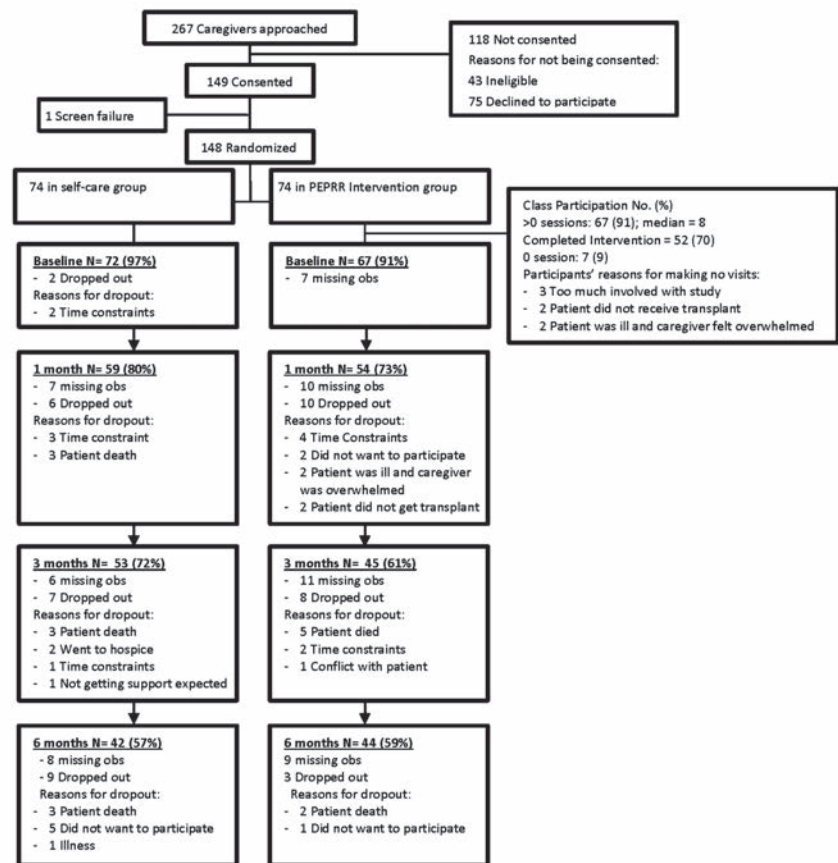 267 Caregivers approached
118 Not consented
Reasons for not being consented:
43 Ineligible
75 Declined to participate
149 Consented
1 Screen failure
148 Randomized
74 in self-care group
74 in PEPRR Intervention group
Class Participation No. (%)
>0 sessions: 67 (91); median = 8
Completed Intervention = 52 (70)
0 session: 7 (9)
Participants' reasons for making no visits:
- 3 Too much involved with study
- 2 Patient did not receive transplant
- 2 Patient was ill and caregiver felt overwhelmed
Baseline N= 72 (97%)
- 2 Dropped out
Reasons for dropout:
- 2 Time constraints
Baseline N= 67 (91%)
- 7 missing obs
1 month N= 59 (80%)
- 7 missing obs
- 6 Dropped out
Reasons for dropout:
- 3 Time constraint
- 3 Patient death
1 month N= 54 (73%)
- 10 missing obs
- 10 Dropped out
Reasons for dropout:
- 4 Time Constraints
- 2 Did not want to participate
- 2 Patient was ill and caregiver
was overwhelmed
- 2 Patient did not get transplant
3 months N= 53 (72%)
- 6 missing obs
- 7 Dropped out
Reasons for dropout:
- 3 Patient death
- 2 Went to hospice
- 1 Time constraints
- 1 Not getting support expected
3 months N= 45 (61%)
- 11 missing obs
- 8 Dropped out
Reasons for dropout:
- 5 Patient died
- 2 Time constraints
- 1 Conflict with patient
6 months N= 42 (57%)
- 8 missing obs
- 9 Dropped out
Reasons for dropout:
- 3 Patient death
- 5 Did not want to participate
- 1 Illness
6 months N= 44 (59%)
9 missing obs
3 Dropped out
Reasons for dropout:
- 2 Patient death
- 1 Did not want to participate